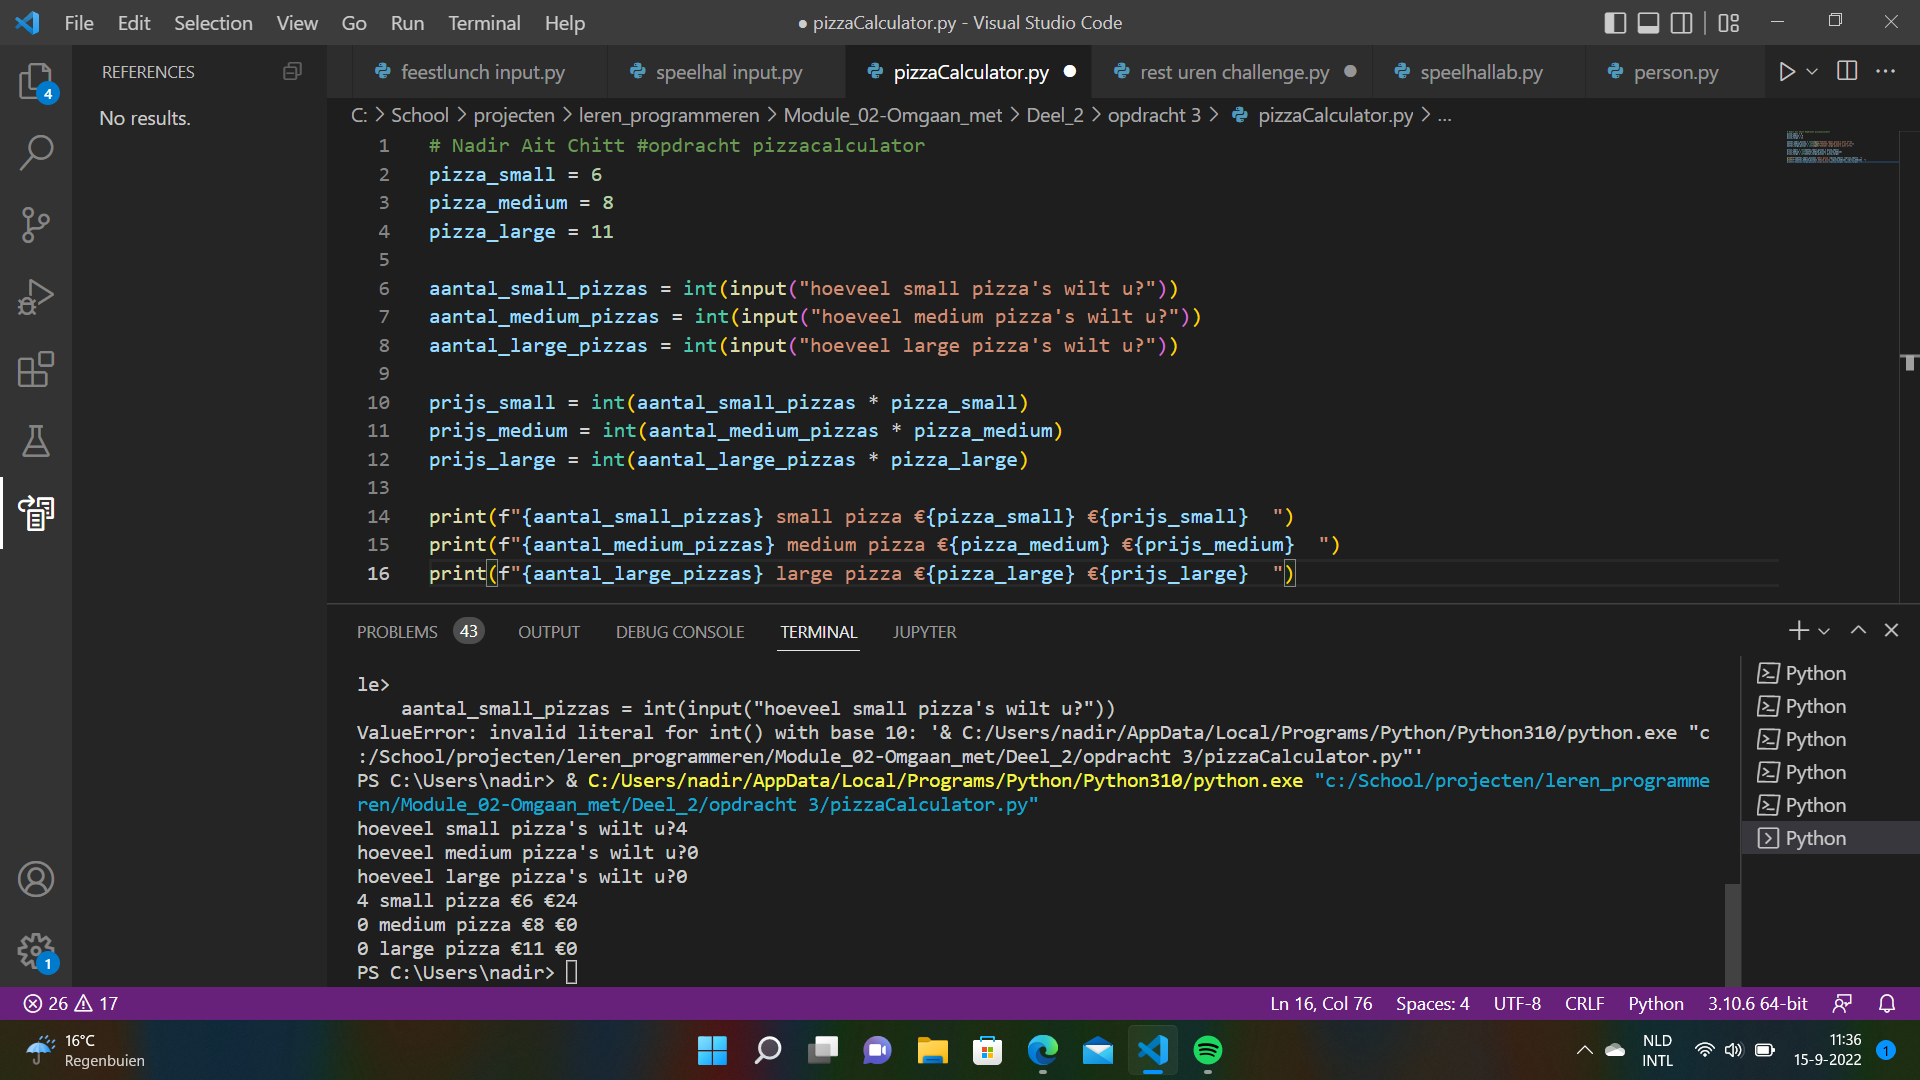 File Edit Selection View Go Run Terminal Help
● pizzaCalculator.py - Visual Studio Code
REFERENCES
No results.
feestlunch input.py speelhal input.py pizzaCalculator.py rest uren challenge.py speelhallab.py person.py
C: > School > projecten > leren_programmeren > Module_02-Omgaan_met > Deel_2 > opdracht 3 > pizzaCalculator.py > ...
1 # Nadir Ait Chitt #opdracht pizzacalculator
2 pizza_small = 6
3 pizza_medium = 8
4 pizza_large = 11
5
6 aantal_small_pizzas = int(input("hoeveel small pizza's wilt u?"))
7 aantal_medium_pizzas = int(input("hoeveel medium pizza's wilt u?"))
8 aantal_large_pizzas = int(input("hoeveel large pizza's wilt u?"))
9
10 prijs_small = int(aantal_small_pizzas * pizza_small)
11 prijs_medium = int(aantal_medium_pizzas * pizza_medium)
12 prijs_large = int(aantal_large_pizzas * pizza_large)
13
14 print(f"{aantal_small_pizzas} small pizza €{pizza_small} €{prijs_small}  ")
15 print(f"{aantal_medium_pizzas} medium pizza €{pizza_medium} €{prijs_medium}  ")
16 print(f"{aantal_large_pizzas} large pizza €{pizza_large} €{prijs_large}  ")
PROBLEMS 43 OUTPUT DEBUG CONSOLE TERMINAL JUPYTER
le>
    aantal_small_pizzas = int(input("hoeveel small pizza's wilt u?"))
ValueError: invalid literal for int() with base 10: '& C:/Users/nadir/AppData/Local/Programs/Python/Python310/python.exe "c
:/School/projecten/leren_programmeren/Module_02-Omgaan_met/Deel_2/opdracht 3/pizzaCalculator.py"'
PS C:\Users\nadir> & C:/Users/nadir/AppData/Local/Programs/Python/Python310/python.exe "c:/School/projecten/leren_programme
ren/Module_02-Omgaan_met/Deel_2/opdracht 3/pizzaCalculator.py"
hoeveel small pizza's wilt u?4
hoeveel medium pizza's wilt u?0
hoeveel large pizza's wilt u?0
4 small pizza €6 €24
0 medium pizza €8 €0
0 large pizza €11 €0
PS C:\Users\nadir>
Python
Python
Python
Python
Python
Python
4
1
26 17 Ln 16, Col 76 Spaces: 4 UTF-8 CRLF Python 3.10.6 64-bit
16°C
Regenbuien
NLD
INTL
11:36
15-9-2022
1